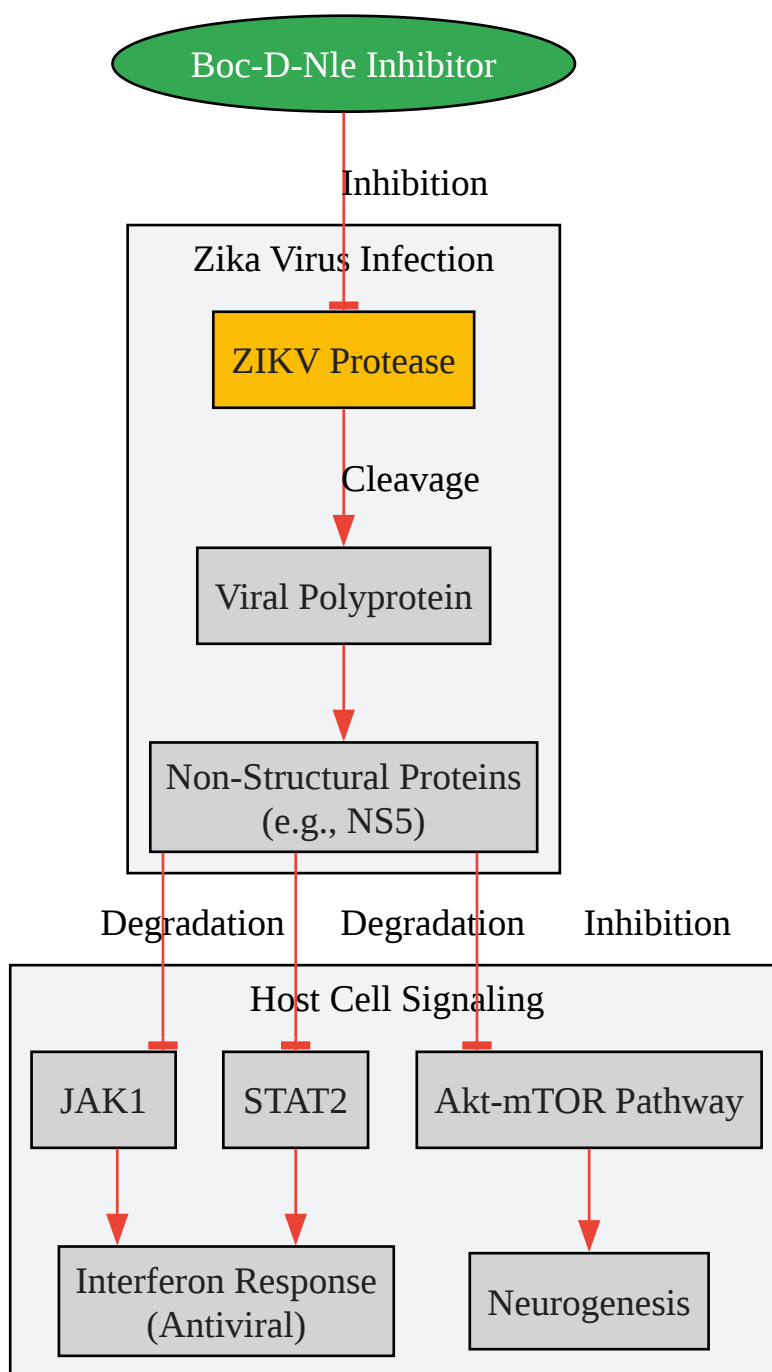 Boc-D-Nle Inhibitor
Inhibition
Zika Virus Infection
ZIKV Protease
Cleavage
Viral Polyprotein
Non-Structural Proteins
(e.g., NS5)
Degradation
Degradation
Inhibition
Host Cell Signaling
JAK1
STAT2
Akt-mTOR Pathway
Interferon Response
(Antiviral)
Neurogenesis